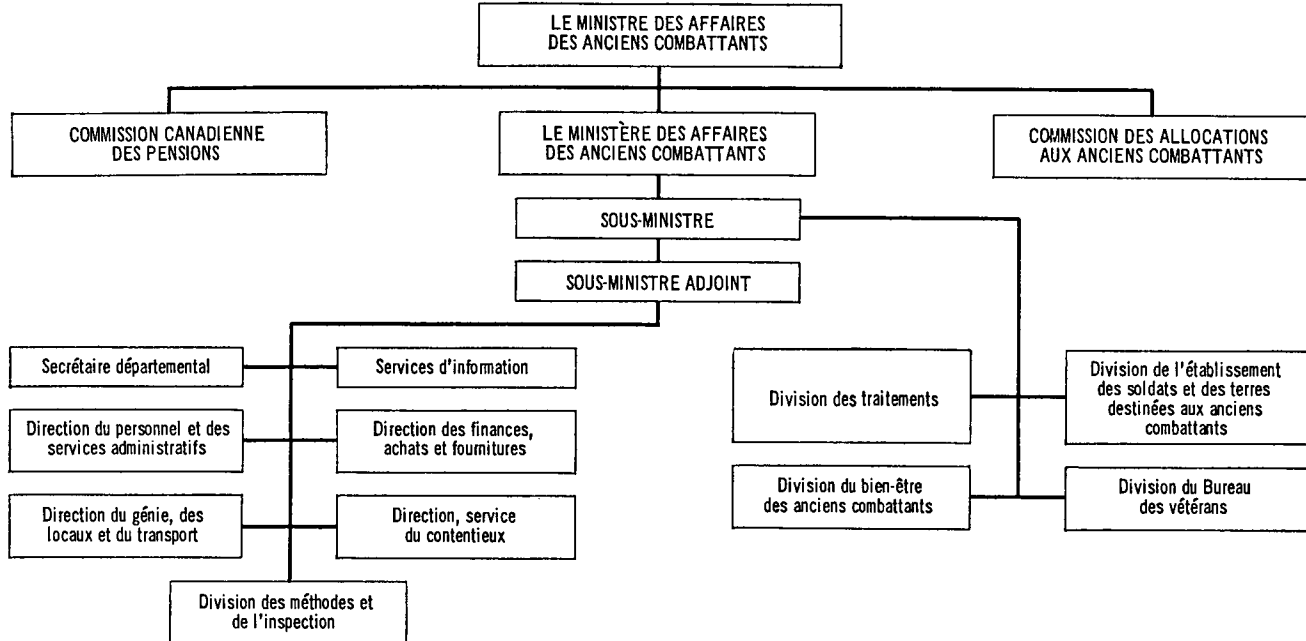 LE MINISTRE DES AFFAIRES
DES ANCIENS COMBATTANTS
COMMISSION CANADIENNE
DES PENSIONS
LE MINISTÈRE DES AFFAIRES
DES ANCIENS COMBATTANTS
COMMISSION DES ALLOCATIONS
AUX ANCIENS COMBATTANTS
SOUS-MINISTRE
SOUS-MINISTRE ADJOINT
Secrétaire départemental
Services d'information
Direction du personnel et des
services administratifs
Direction des finances,
achats et fournitures
Direction du génie, des
locaux et du transport
Direction, service
du contentieux
Division des méthodes et
de l'inspection
Division des traitements
Division de l'établissement
des soldats et des terres
destinées aux anciens
combattants
Division du bien-être
des anciens combattants
Division du Bureau
des vétérans